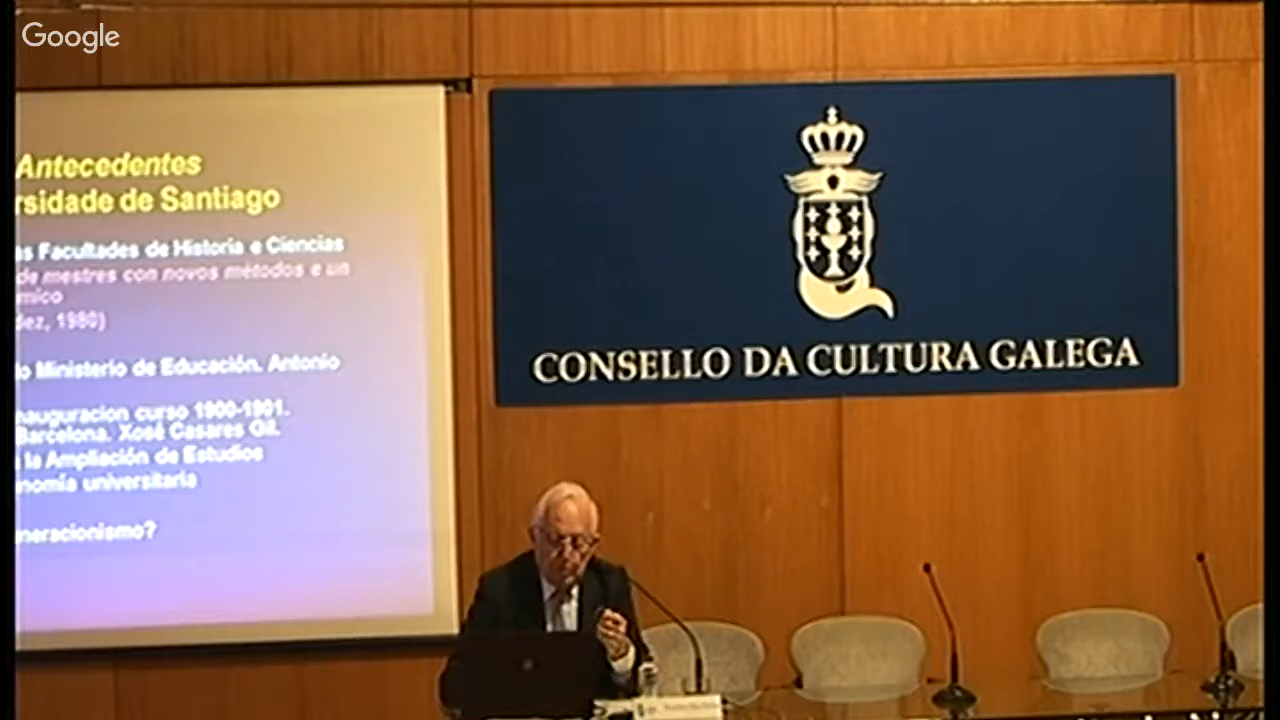 Google
Antecedentes
rsidade de Santiago
as Facultades de Historia e Ciencias
de mestres con novos métodos e un
mico
dez, 1980)
do Ministerio de Educación. Antonio
nauguracion curso 1900-1901.
Barcelona. Xosé Casares Gil.
a la Ampliación de Estudios
nomía universitaria
neracionismo?
CONSELLO DA CULTURA GALEGA